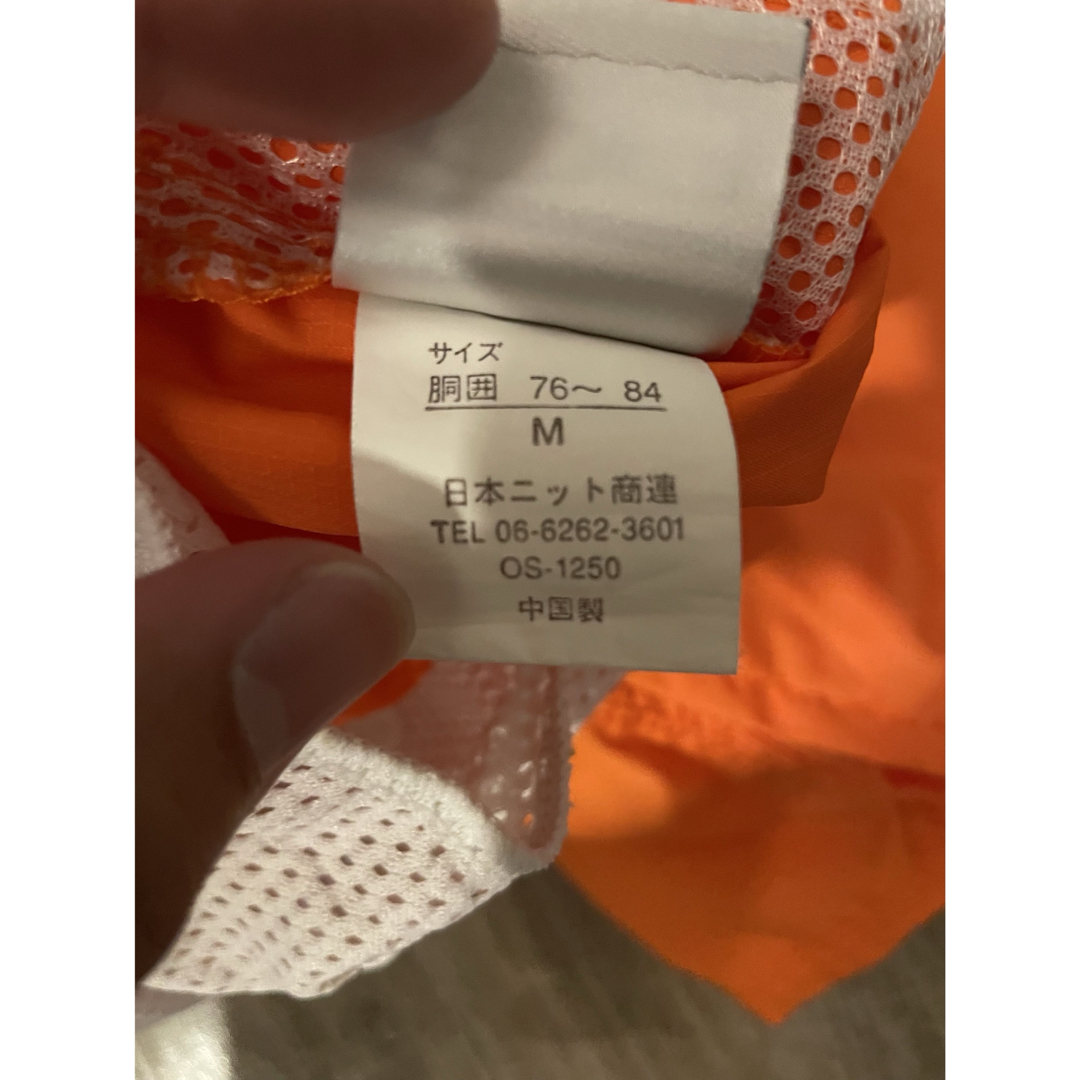 サイズ
胴囲 76〜 84
M
日本ニット商連
TEL 06-6262-3601
OS-1250
中国製